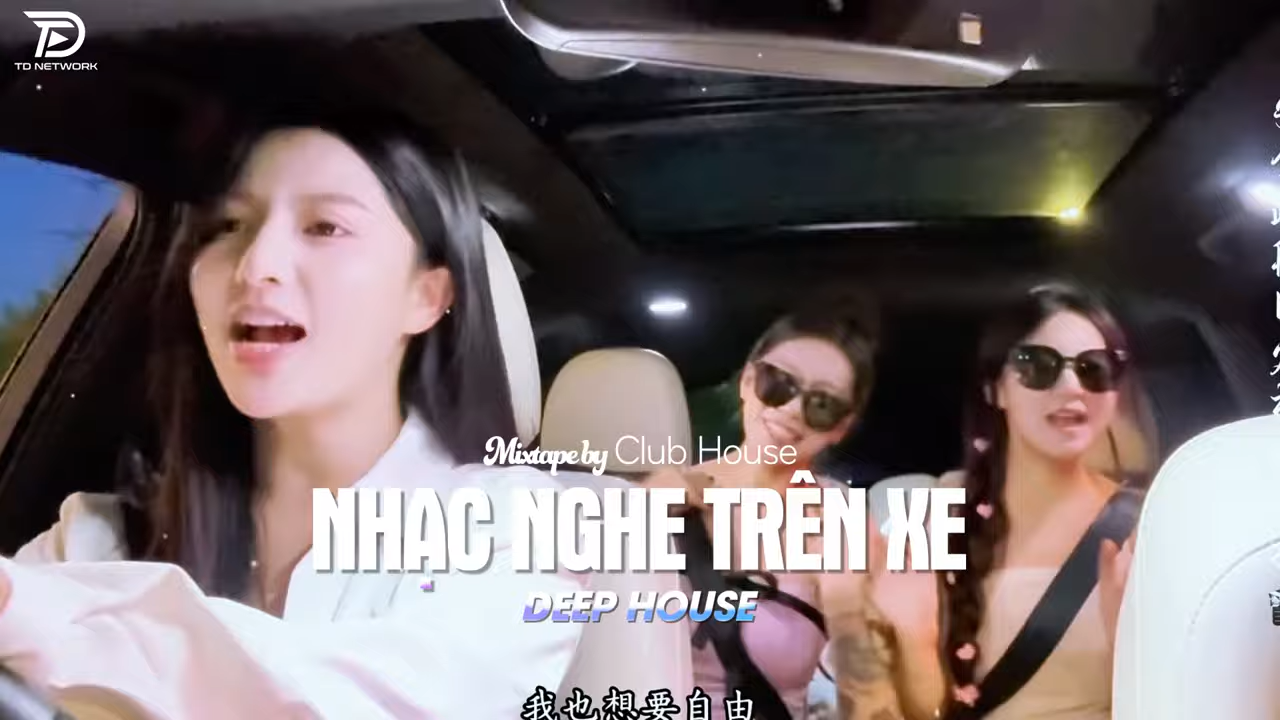 TD NETWORK
Mixtape by Club House
NHẠC NGHE TRÊN XE
DEEP HOUSE
我也想要自由